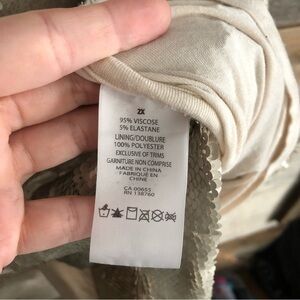 2X
95% VISCOSE
5% ELASTANE
LINING/DOUBLURE
100% POLYESTER
EXCLUSIVE OF TRIMS
GARNITURE NON COMPRISE
MADE IN CHINA
FABRIQUE EN
CHINE
CA 00655
RN 138760